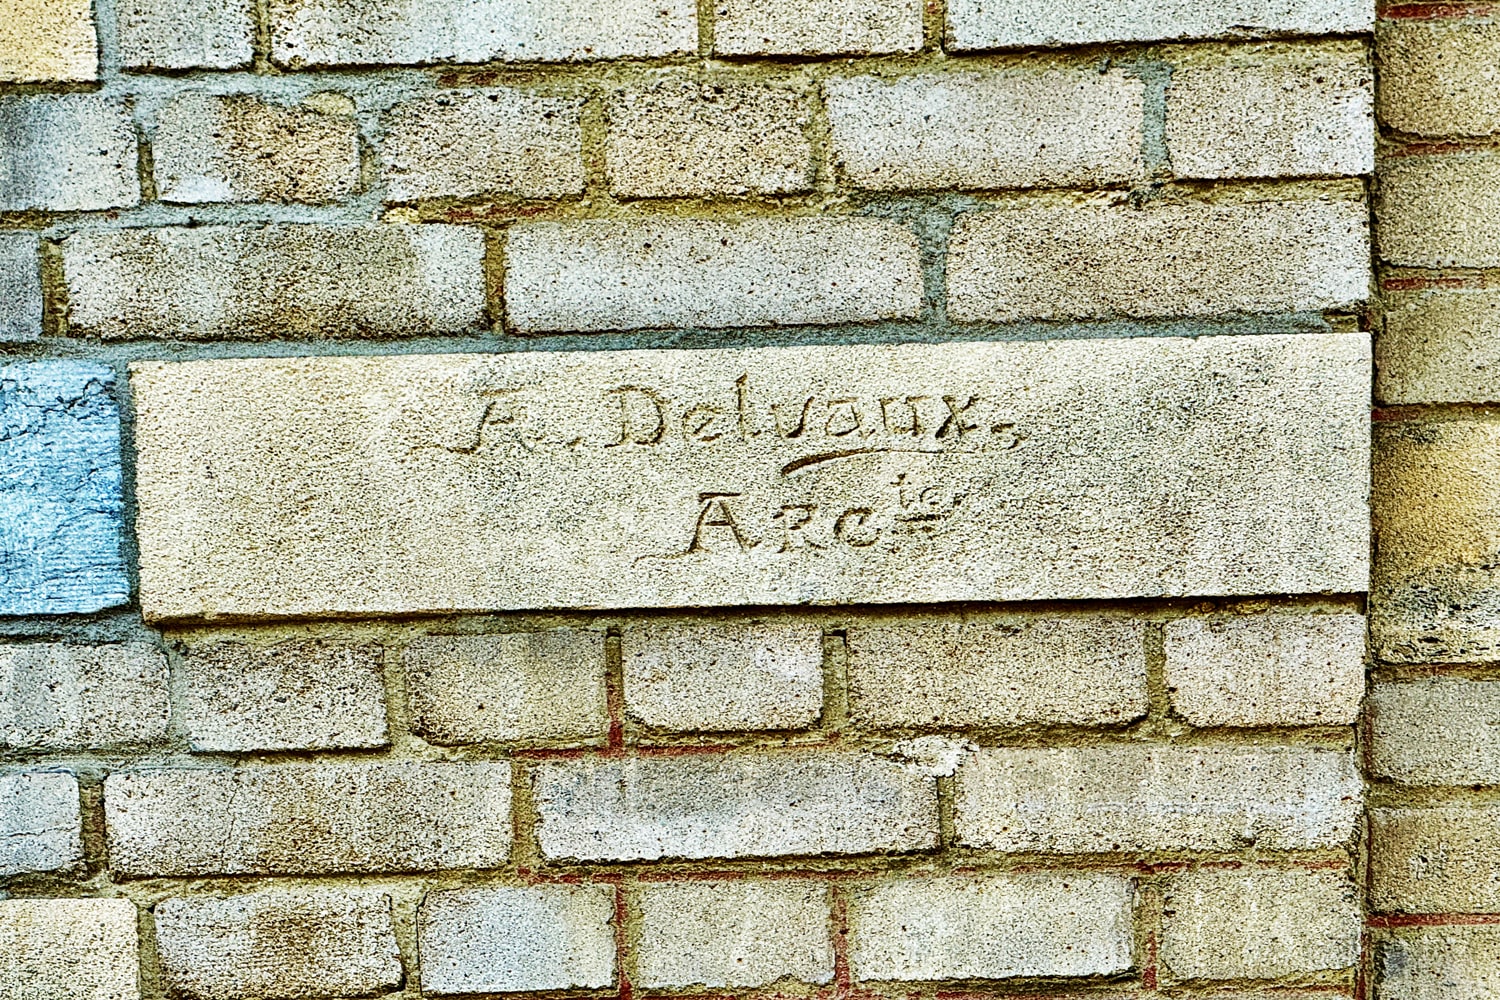 A. Delvaux,
Arcte